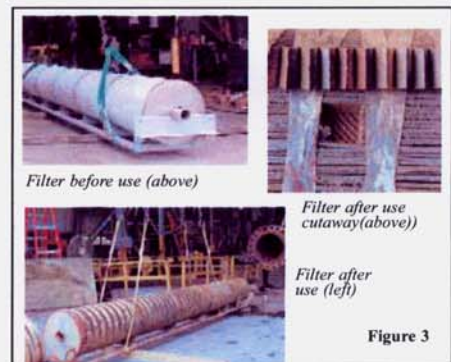 Filter before use (above)
Filter after use
cutaway(above))
Filter after
use (left)
Figure 3